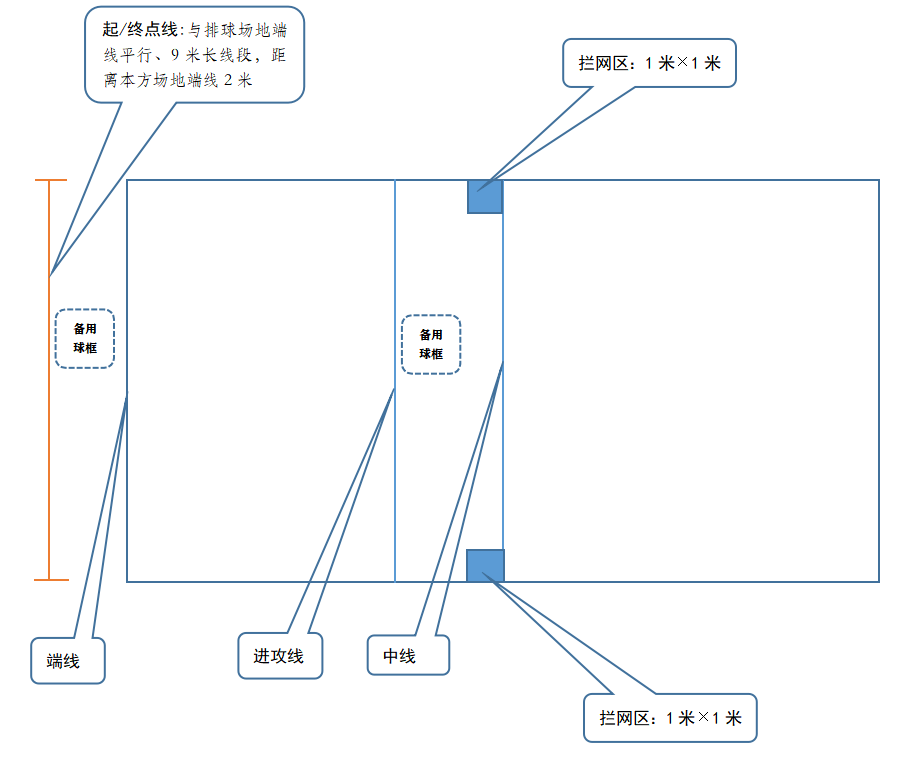 起/终点线:与排球场地端
线平行、9米长线段，距
离本方场地端线2米
拦网区：1米×1米
备用
球框
备用
球框
端线
进攻线
中线
拦网区：1米×1米